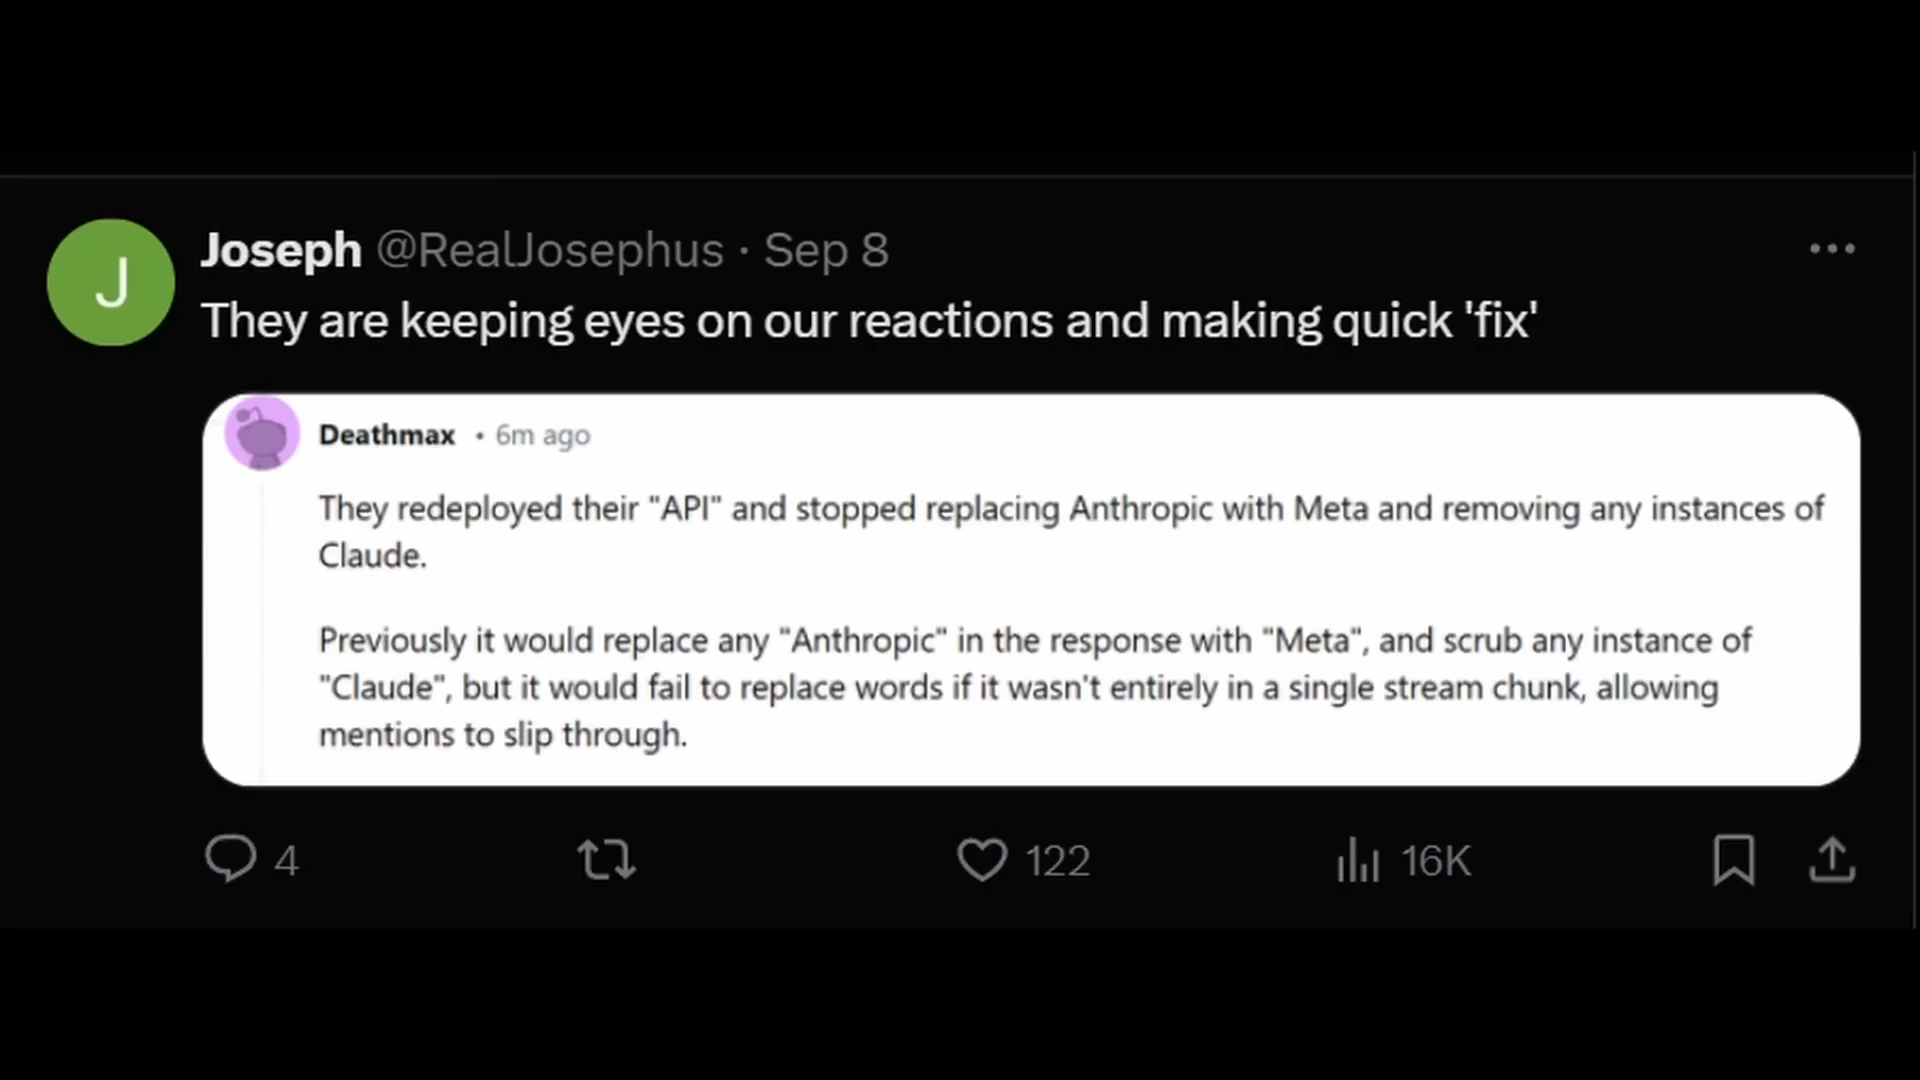 J
Joseph @RealJosephus · Sep 8
They are keeping eyes on our reactions and making quick 'fix'
Deathmax • 6m ago
They redeployed their "API" and stopped replacing Anthropic with Meta and removing any instances of
Claude.
Previously it would replace any "Anthropic" in the response with "Meta", and scrub any instance of
"Claude", but it would fail to replace words if it wasn't entirely in a single stream chunk, allowing
mentions to slip through.
4 122 16K